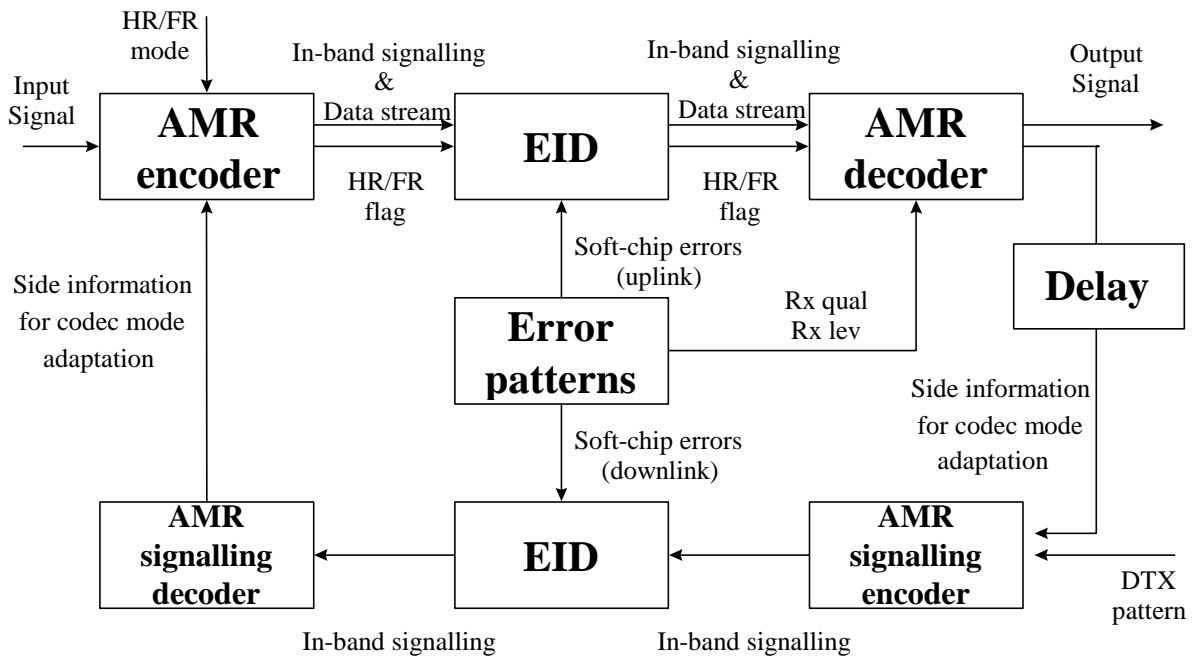 HR/FR
mode
In-band signalling
&
Data stream
In-band signalling
&
Data stream
Output
Signal
Input
Signal
AMR
encoder
EID
AMR
decoder
HR/FR
flag
HR/FR
flag
Soft-chip errors
(uplink)
Side information
for codec mode
adaptation
Delay
Rx qual
Rx lev
Error
patterns
Side information
for codec mode
adaptation
Soft-chip errors
(downlink)
AMR
signalling
decoder
EID
AMR
signalling
encoder
DTX
pattern
In-band signalling
In-band signalling